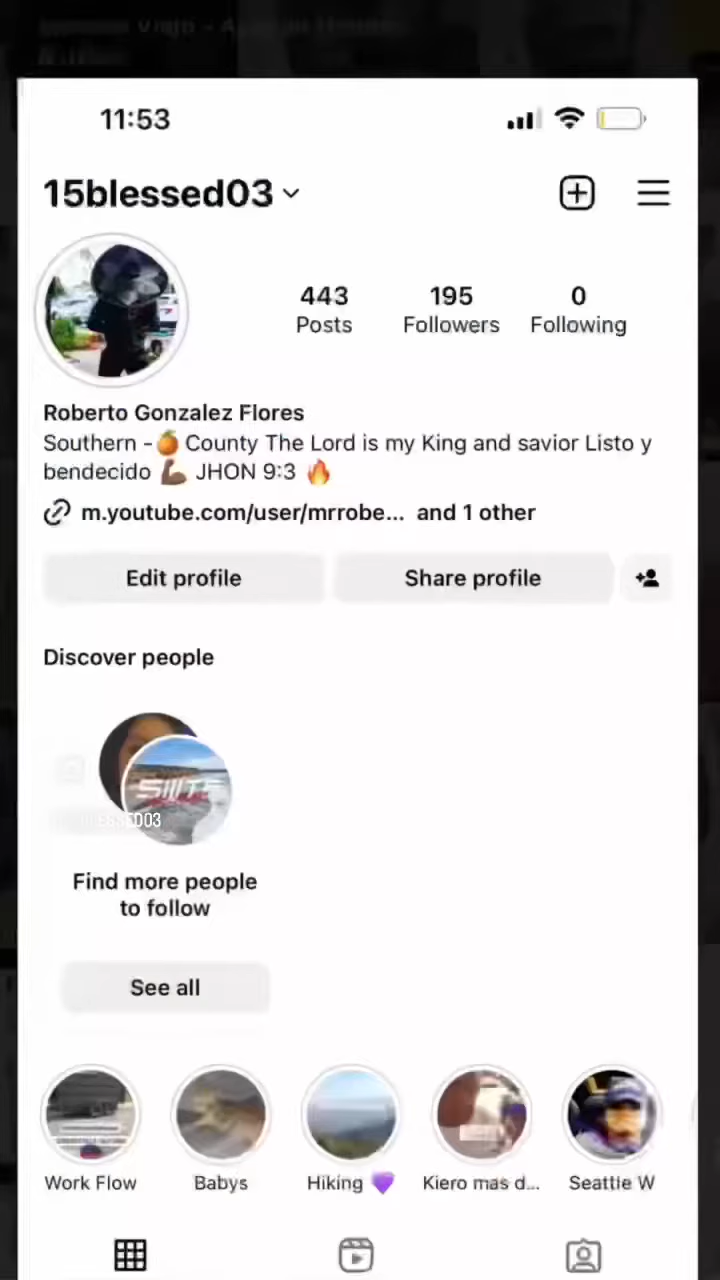 11:53
15blessed03
443 195 0
Posts Followers Following
Roberto Gonzalez Flores
Southern -🍊 County The Lord is my King and savior Listo y
bendecido 💪🏾 JHON 9:3 🔥
m.youtube.com/user/mrrobe... and 1 other
Edit profile Share profile
Discover people
Find more people
to follow
See all
Work Flow Babys Hiking 💜 Kiero mas d... Seattle W